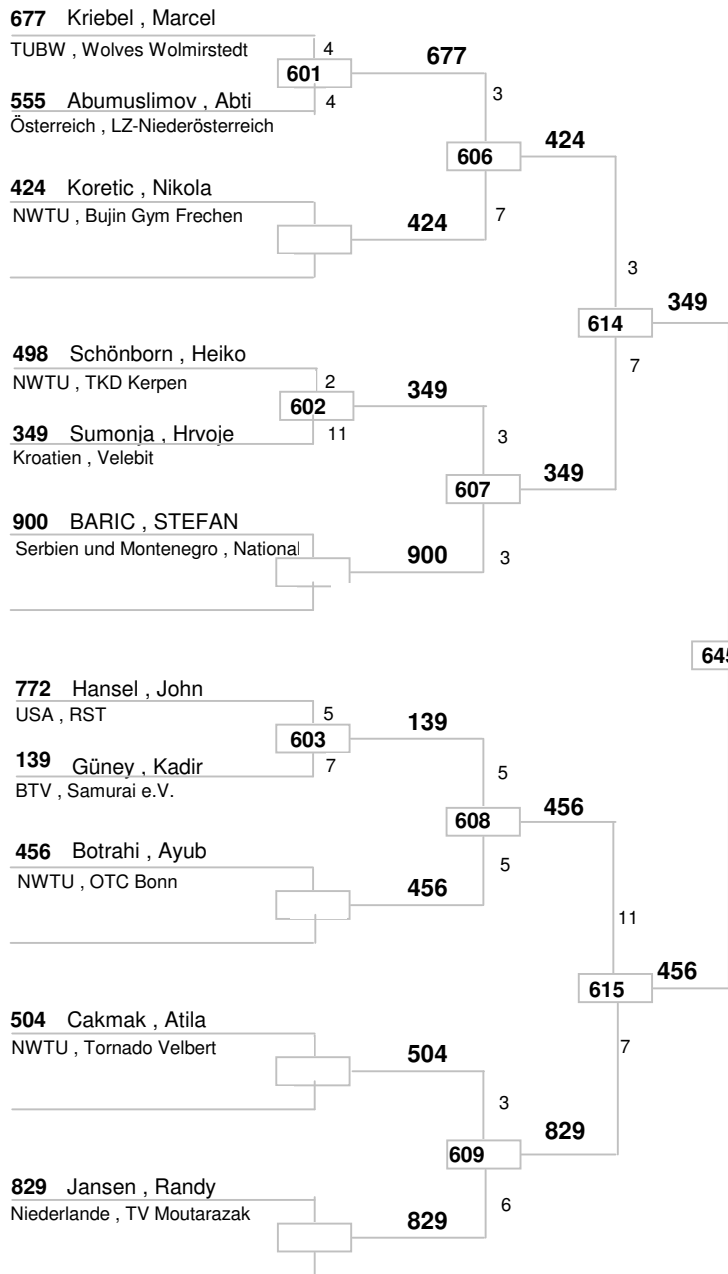 677 Kriebel , Marcel
TUBW , Wolves Wolmirstedt
4
601
677
555 Abumuslimov , Abti
4
Österreich , LZ-Niederösterreich
3
606
424
424 Koretic , Nikola
NWTU , Bujin Gym Frechen
424
7
3
614
349
498 Schönborn , Heiko
NWTU , TKD Kerpen
2
602
349
7
349 Sumonja , Hrvoje
11
Kroatien , Velebit
3
607
349
900 BARIC , STEFAN
Serbien und Montenegro , National
900
3
645
772 Hansel , John
USA , RST
5
603
139
139 Güney , Kadir
7
BTV , Samurai e.V.
5
608
456
456 Botrahi , Ayub
NWTU , OTC Bonn
456
5
11
615
456
504 Cakmak , Atila
NWTU , Tornado Velbert
504
7
3
609
829
829 Jansen , Randy
Niederlande , TV Moutarazak
829
6